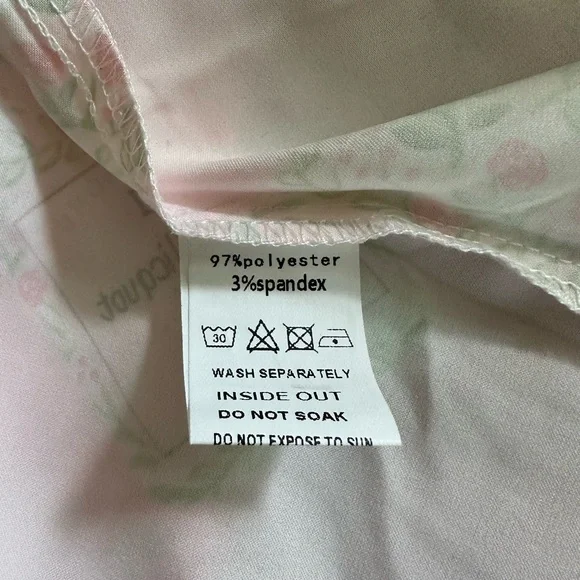 97%polyester
3%spandex
30
WASH SEPARATELY
INSIDE OUT
DO NOT SOAK
DO NOT EXPOSE TO SUN